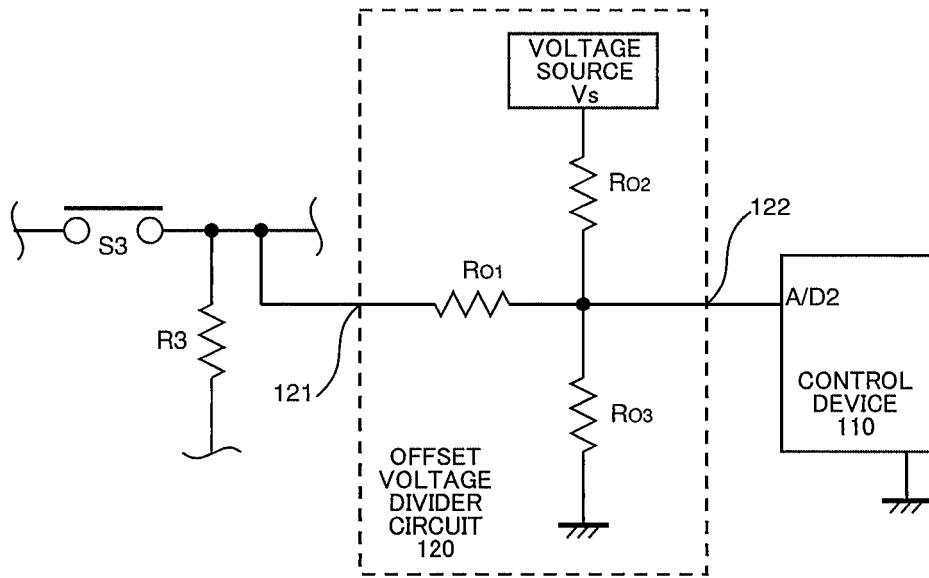 VOLTAGE
SOURCE
Vs
RO2
122
S3
RO1
A/D2
R3
121
CONTROL
DEVICE
110
RO3
OFFSET
VOLTAGE
DIVIDER
CIRCUIT
120